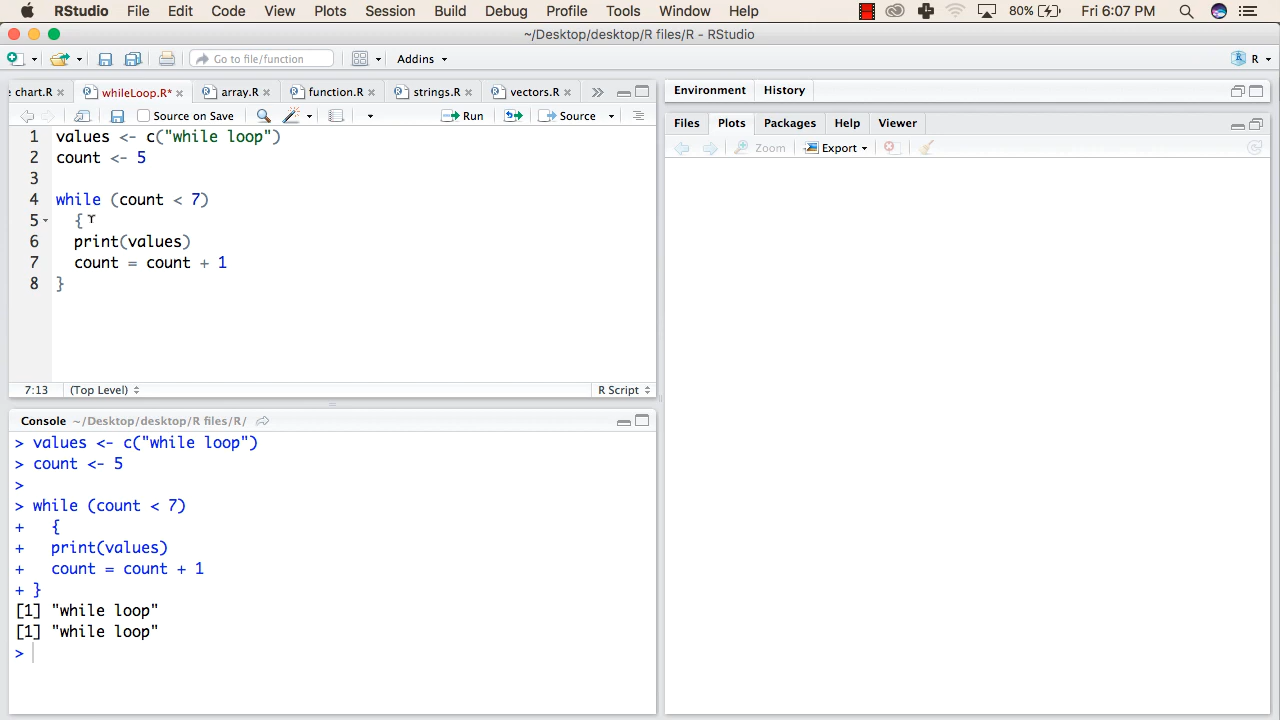 RStudio File Edit Code View Plots Session Build Debug Profile Tools Window Help 80% Fri 6:07 PM
~/Desktop/desktop/R files/R - RStudio
Go to file/function Addins R
e chart.R whileLoop.R* array.R function.R strings.R vectors.R
Source on Save Run Source
1 values <- c("while loop")
2 count <- 5
3
4 while (count < 7)
5 {
6 print(values)
7 count = count + 1
8 }
7:13 (Top Level) R Script
Console ~/Desktop/desktop/R files/R/
> values <- c("while loop")
> count <- 5
>
> while (count < 7)
+ {
+ print(values)
+ count = count + 1
+ }
[1] "while loop"
[1] "while loop"
>
Environment History
Files Plots Packages Help Viewer
Zoom Export